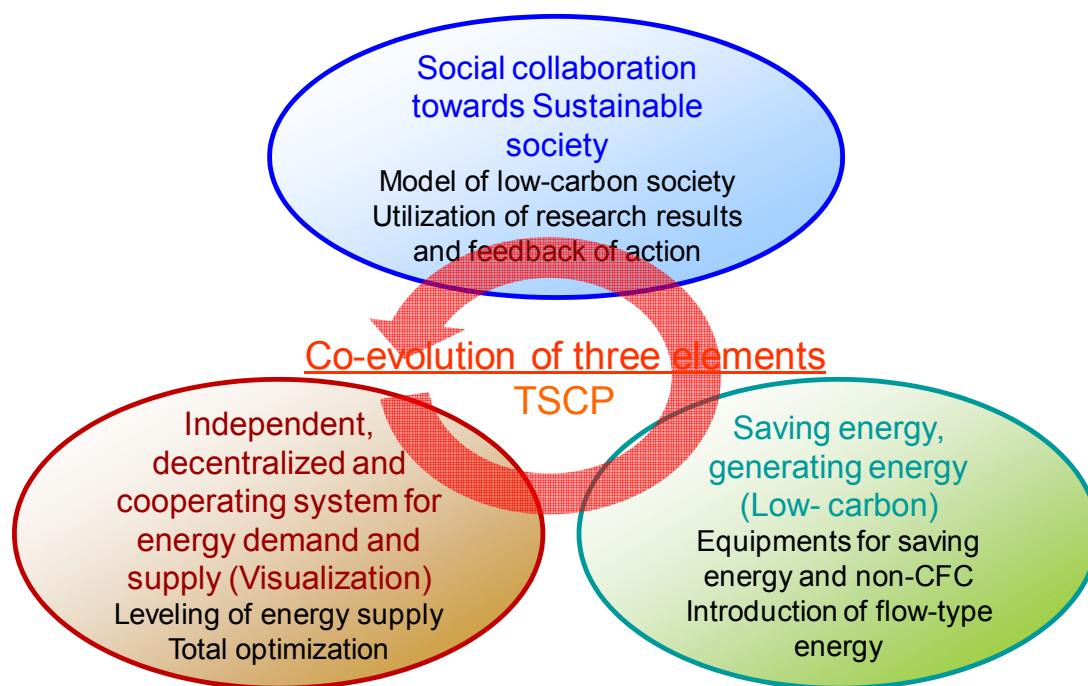 Social collaboration
towards Sustainable
society
Model of low-carbon society
Utilization of research results
and feedback of action
Co-evolution of three elements
TSCP
Independent,
decentralized and
cooperating system for
energy demand and
supply (Visualization)
Leveling of energy supply
Total optimization
Saving energy,
generating energy
(Low- carbon)
Equipments for saving
energy and non-CFC
Introduction of flow-type
energy